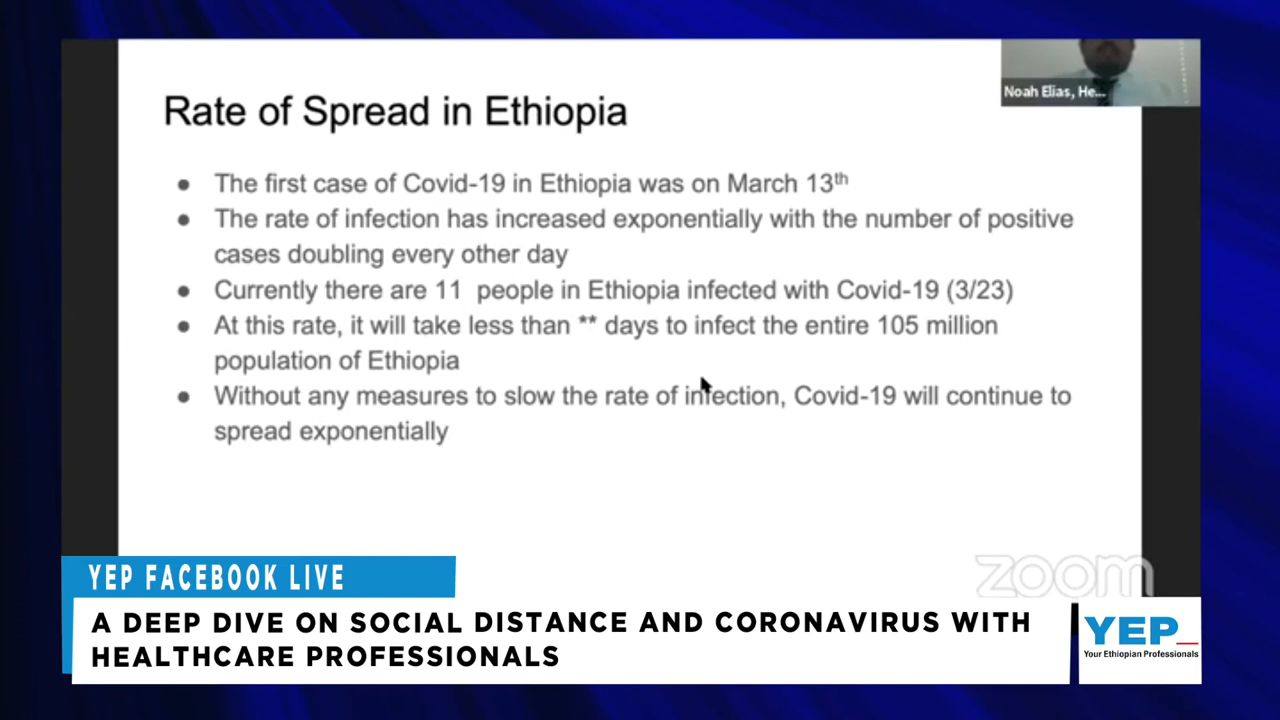 Noah Elias, He...
Rate of Spread in Ethiopia
● The first case of Covid-19 in Ethiopia was on March 13th
● The rate of infection has increased exponentially with the number of positive
cases doubling every other day
● Currently there are 11 people in Ethiopia infected with Covid-19 (3/23)
● At this rate, it will take less than ** days to infect the entire 105 million
population of Ethiopia
● Without any measures to slow the rate of infection, Covid-19 will continue to
spread exponentially
zoom
YEP FACEBOOK LIVE
A DEEP DIVE ON SOCIAL DISTANCE AND CORONAVIRUS WITH
HEALTHCARE PROFESSIONALS
YEP_
Your Ethiopian Professionals